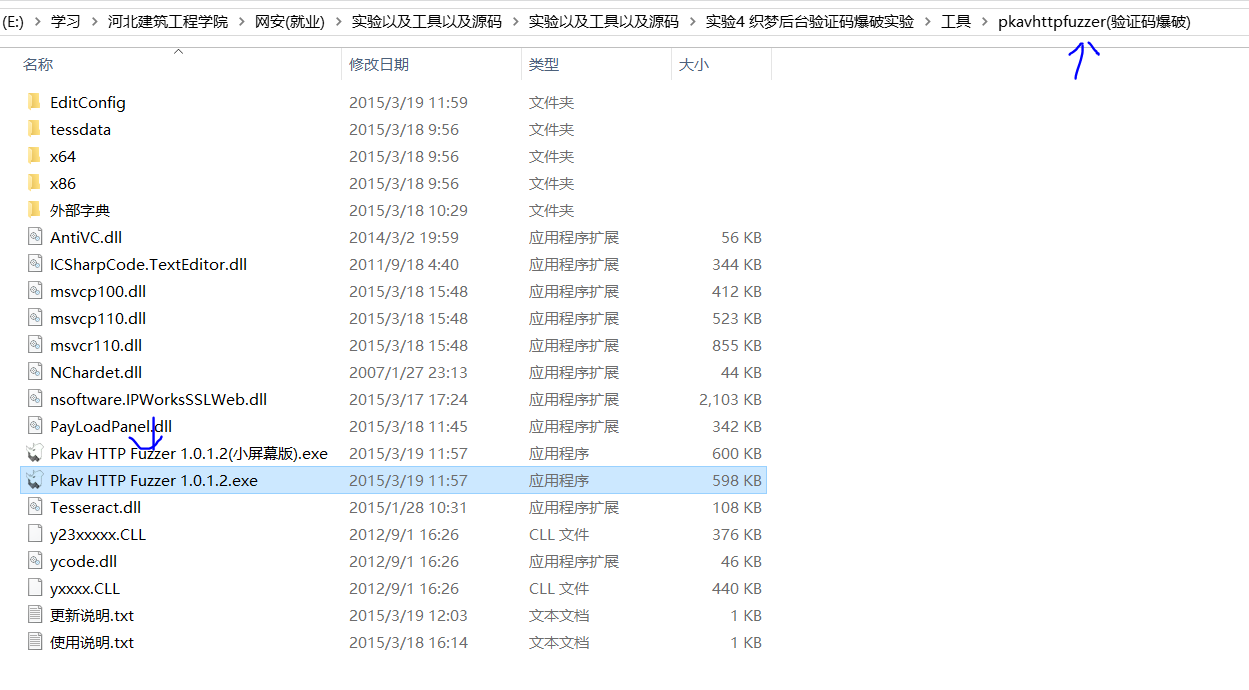 (E:) > 学习 > 河北建筑工程学院 > 网安(就业) > 实验以及工具以及源码 > 实验以及工具以及源码 > 实验4 织梦后台验证码爆破实验 > 工具 > pkavhttpfuzzer(验证码爆破)
名称 修改日期 类型 大小
EditConfig 2015/3/19 11:59 文件夹
tessdata 2015/3/18 9:56 文件夹
x64 2015/3/18 9:56 文件夹
x86 2015/3/18 9:56 文件夹
外部字典 2015/3/18 10:29 文件夹
AntiVC.dll 2014/3/2 19:59 应用程序扩展 56 KB
ICSharpCode.TextEditor.dll 2011/9/18 4:40 应用程序扩展 344 KB
msvcp100.dll 2015/3/18 15:48 应用程序扩展 412 KB
msvcp110.dll 2015/3/18 15:48 应用程序扩展 523 KB
msvcr110.dll 2015/3/18 15:48 应用程序扩展 855 KB
NChardet.dll 2007/1/27 23:13 应用程序扩展 44 KB
nsoftware.IPWorksSSLWeb.dll 2015/3/17 17:24 应用程序扩展 2,103 KB
PayLoadPanel.dll 2015/3/18 11:45 应用程序扩展 342 KB
Pkav HTTP Fuzzer 1.0.1.2(小屏幕版).exe 2015/3/19 11:57 应用程序 600 KB
Pkav HTTP Fuzzer 1.0.1.2.exe 2015/3/19 11:57 应用程序 598 KB
Tesseract.dll 2015/1/28 10:31 应用程序扩展 108 KB
y23xxxxx.CLL 2012/9/1 16:26 CLL 文件 376 KB
ycode.dll 2012/9/1 16:26 应用程序扩展 46 KB
yxxxx.CLL 2012/9/1 16:26 CLL 文件 440 KB
更新说明.txt 2015/3/19 12:03 文本文档 1 KB
使用说明.txt 2015/3/18 16:14 文本文档 1 KB